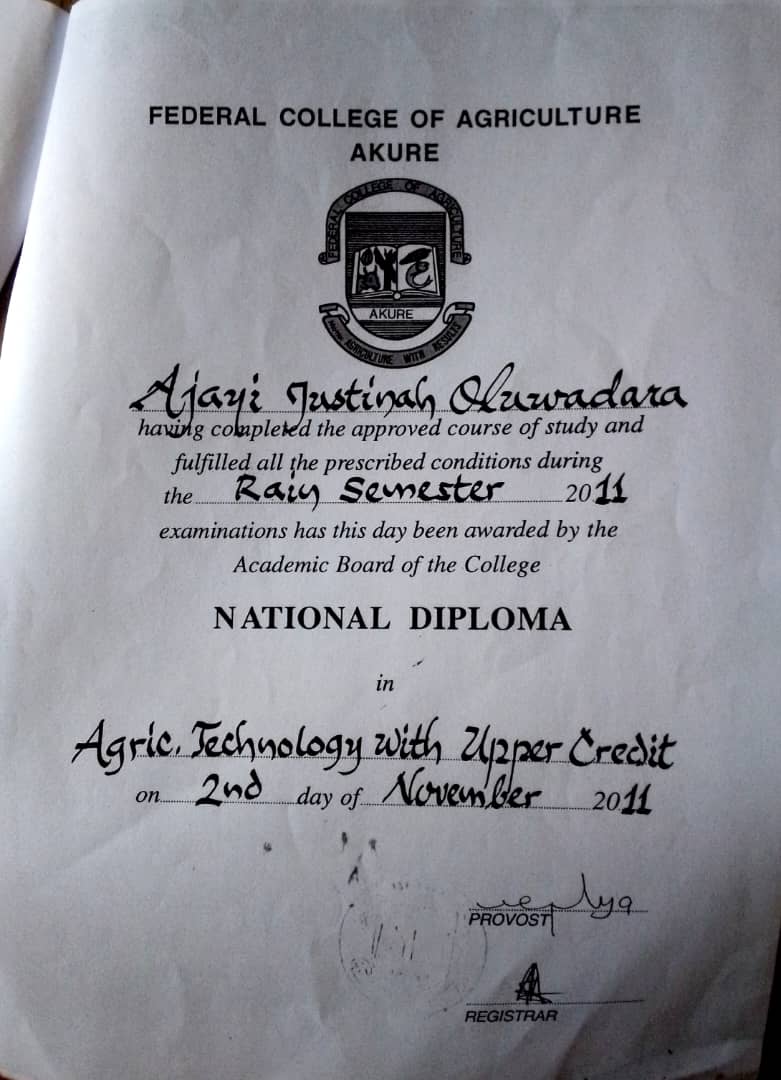 FEDERAL COLLEGE OF AGRICULTURE
AKURE
FEDERAL COLLEGE OF AGRICULTURE
AKURE
AGRICULTURE WITH RESULTS
Ajayi Justinah Oluwadara
having completed the approved course of study and
fulfilled all the prescribed conditions during
the Rain Semester 2011
examinations has this day been awarded by the
Academic Board of the College
NATIONAL DIPLOMA
in
Agric. Technology with Upper Credit
on 2nd day of November 2011
PROVOST
REGISTRAR